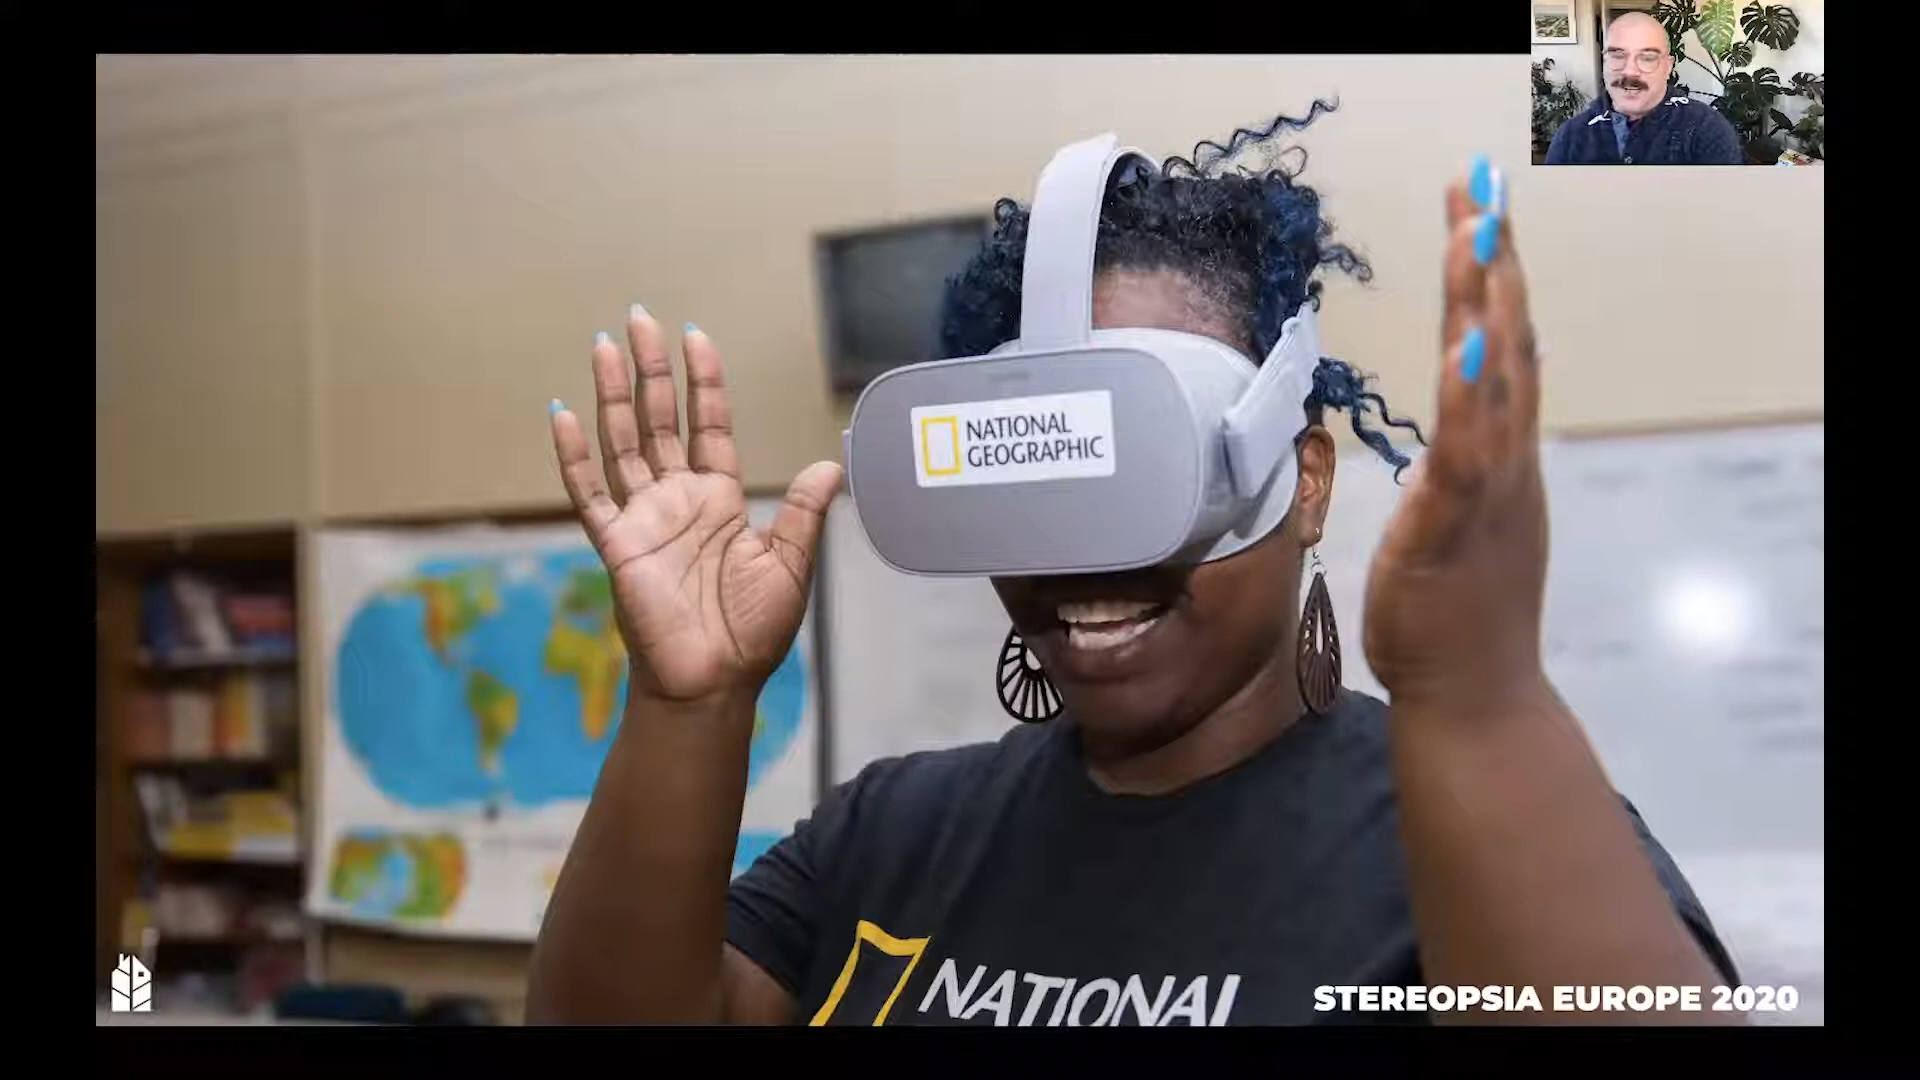 NATIONAL
GEOGRAPHIC
NATIONAL
STEREOPSIA EUROPE 2020